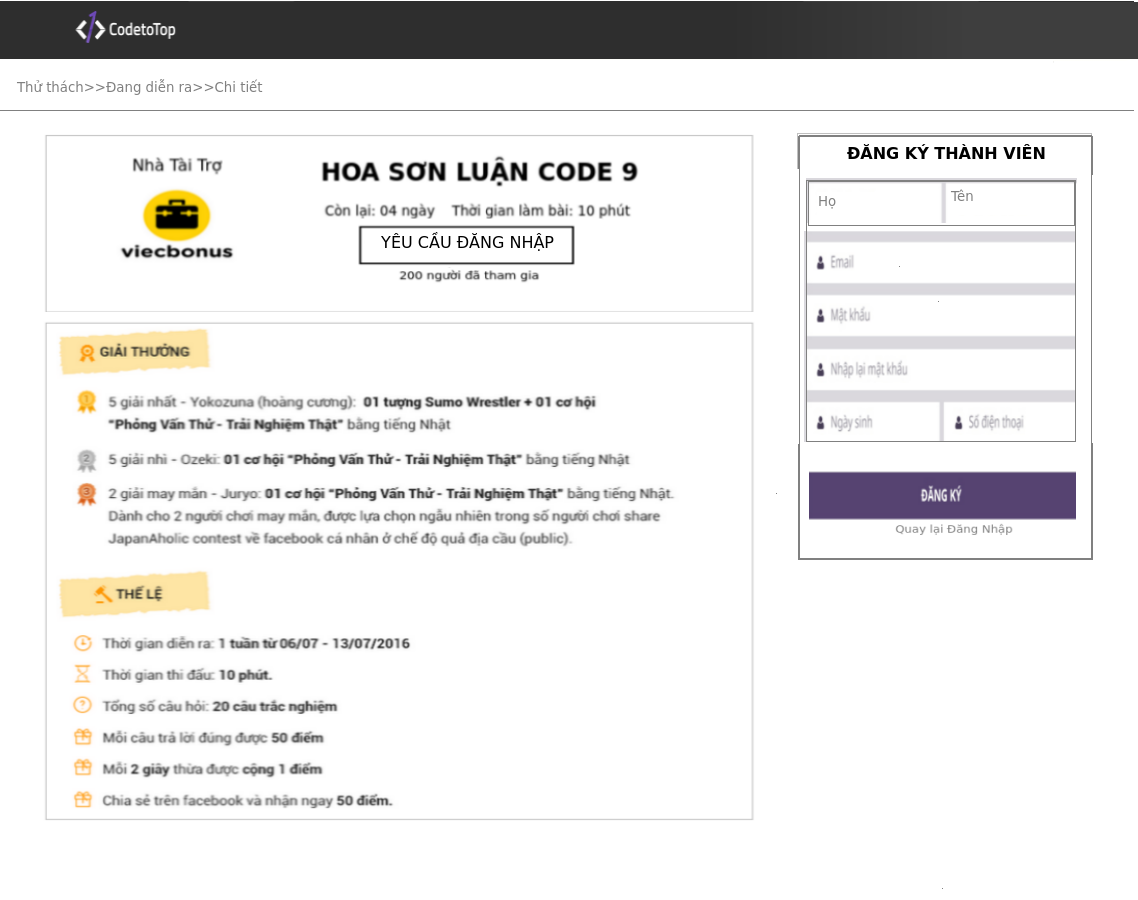 CodetoTop
Thử thách>>Đang diễn ra>>Chi tiết
Nhà Tài Trợ
viecbonus
HOA SƠN LUẬN CODE 9
Còn lại: 04 ngày Thời gian làm bài: 10 phút
YÊU CẦU ĐĂNG NHẬP
200 người đã tham gia
GIẢI THƯỞNG
5 giải nhất - Yokozuna (hoàng cương): 01 tượng Sumo Wrestler + 01 cơ hội
"Phỏng Vấn Thử - Trải Nghiệm Thật" bằng tiếng Nhật
5 giải nhì - Ozeki: 01 cơ hội "Phỏng Vấn Thử - Trải Nghiệm Thật" bằng tiếng Nhật
2 giải may mắn - Juryo: 01 cơ hội "Phỏng Vấn Thử - Trải Nghiệm Thật" bằng tiếng Nhật.
Dành cho 2 người chơi may mắn, được lựa chọn ngẫu nhiên trong số người chơi share
JapanAholic contest về facebook cá nhân ở chế độ quả địa cầu (public).
THỂ LỆ
Thời gian diễn ra: 1 tuần từ 06/07 - 13/07/2016
Thời gian thi đấu: 10 phút.
Tổng số câu hỏi: 20 câu trắc nghiệm
Mỗi câu trả lời đúng được 50 điểm
Mỗi 2 giây thừa được cộng 1 điểm
Chia sẻ trên facebook và nhận ngay 50 điểm.
ĐĂNG KÝ THÀNH VIÊN
Họ Tên
Email
Mật khẩu
Nhập lại mật khẩu
Ngày sinh Số điện thoại
ĐĂNG KÝ
Quay lại Đăng Nhập